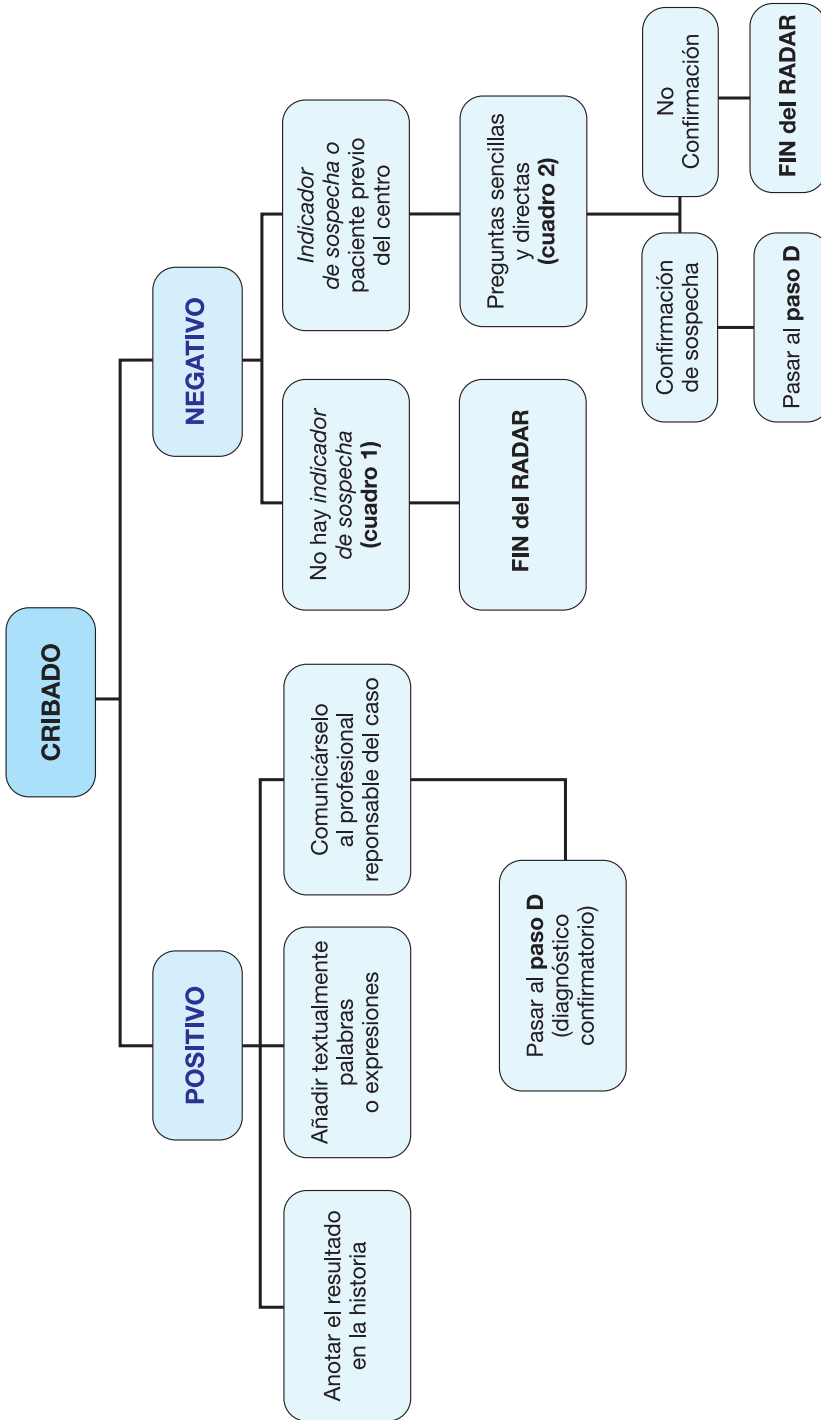 CRIBADO
POSITIVO
NEGATIVO
Anotar el resultado
en la historia
Añadir textualmente
palabras
o expresiones
Comunicárselo
al profesional
reponsable del caso
No hay indicador
de sospecha
(cuadro 1)
Indicador
de sospecha o
paciente previo
del centro
Pasar al paso D
(diagnóstico
confirmatorio)
FIN del RADAR
Preguntas sencillas
y directas
(cuadro 2)
Confirmación
de sospecha
No
Confirmación
Pasar al paso D
FIN del RADAR